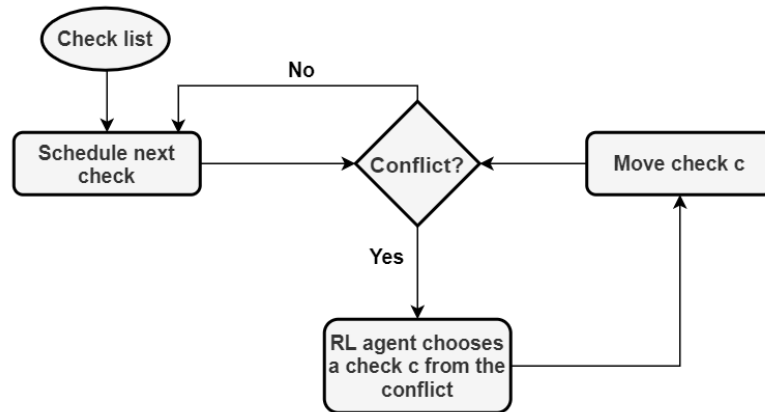 Check list
No
Schedule next
check
Conflict?
Move check c
Yes
RL agent chooses
a check c from the
conflict